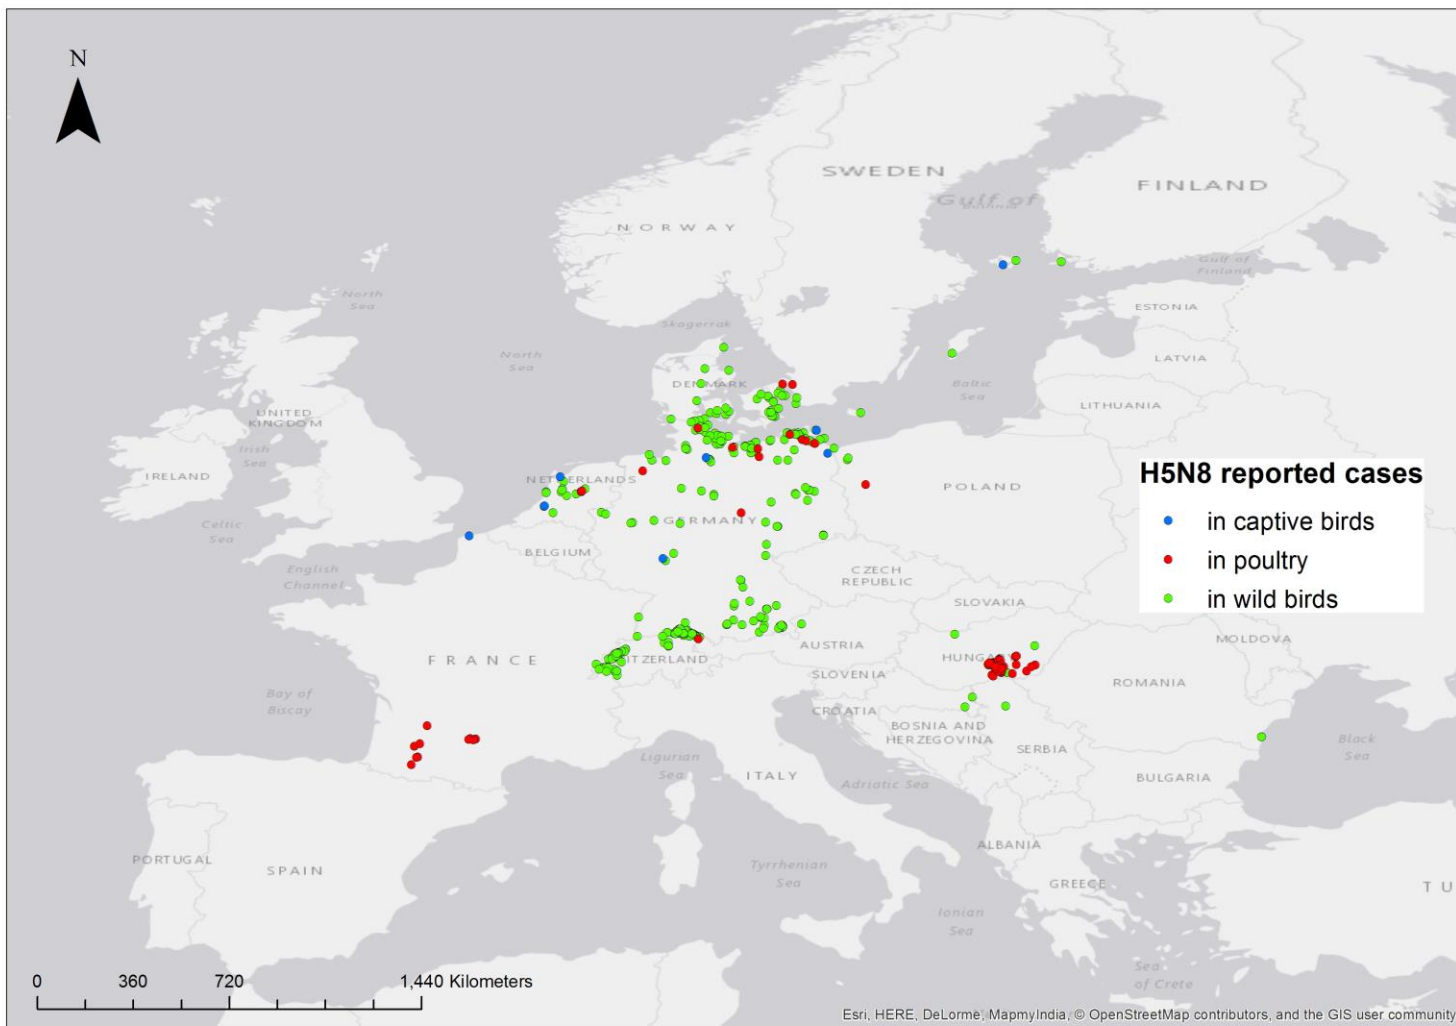 N
SWEDEN
FINLAND
Gulf of
Bothnia
NORWAY
Gulf of
Finland
North
Sea
ESTONIA
Skagerrak
North
Sea
LATVIA
DENMARK
Baltic
Sea
LITHUANIA
UNITED
KINGDOM
Irish
Sea
IRELAND
NETHERLANDS
POLAND
H5N8 reported cases
in captive birds
in poultry
in wild birds
Celtic
Sea
GERMANY
BELGIUM
English
Channel
CZECH
REPUBLIC
SLOVAKIA
MOLDOVA
AUSTRIA
HUNGARY
FRANCE
ITZERLAND
SLOVENIA
ROMANIA
Bay of
Biscay
CROATIA
BOSNIA AND
HERZEGOVINA
SERBIA
Black
Sea
Ligurian
Sea
ITALY
Adriatic Sea
BULGARIA
ALBANIA
PORTUGAL
SPAIN
Tyrrhenian
Sea
GREECE
TU
Ionian
Sea
Sea
of Crete
0 360 720 1,440 Kilometers
Esri, HERE, DeLorme, MapmyIndia, © OpenStreetMap contributors, and the GIS user community